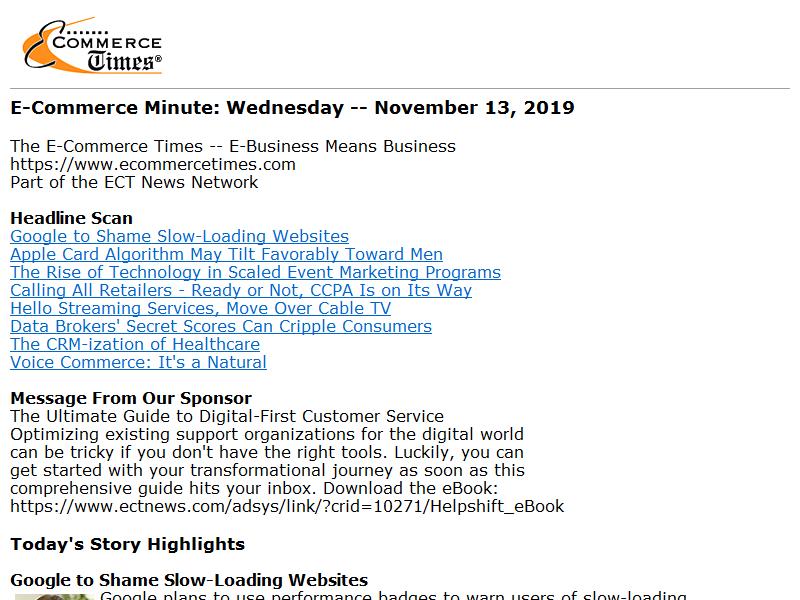 E-COMMERCE
Times®
E-Commerce Minute: Wednesday -- November 13, 2019
The E-Commerce Times -- E-Business Means Business
https://www.ecommercetimes.com
Part of the ECT News Network
Headline Scan
Google to Shame Slow-Loading Websites
Apple Card Algorithm May Tilt Favorably Toward Men
The Rise of Technology in Scaled Event Marketing Programs
Calling All Retailers - Ready or Not, CCPA Is on Its Way
Hello Streaming Services, Move Over Cable TV
Data Brokers' Secret Scores Can Cripple Consumers
The CRM-ization of Healthcare
Voice Commerce: It's a Natural
Message From Our Sponsor
The Ultimate Guide to Digital-First Customer Service
Optimizing existing support organizations for the digital world
can be tricky if you don't have the right tools. Luckily, you can
get started with your transformational journey as soon as this
comprehensive guide hits your inbox. Download the eBook:
https://www.ectnews.com/adsys/link/?crid=10271/Helpshift_eBook
Today's Story Highlights
Google to Shame Slow-Loading Websites
Google plans to use performance badges to warn users of slow-loading